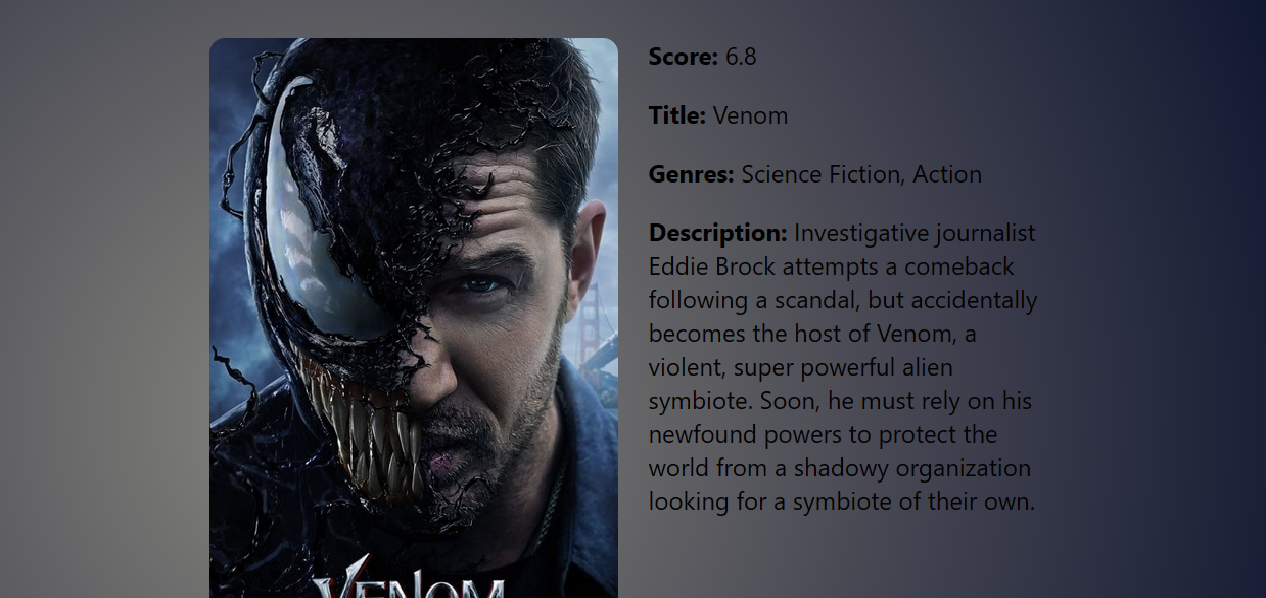 Score: 6.8
Title: Venom
Genres: Science Fiction, Action
Description: Investigative journalist
Eddie Brock attempts a comeback
following a scandal, but accidentally
becomes the host of Venom, a
violent, super powerful alien
symbiote. Soon, he must rely on his
newfound powers to protect the
world from a shadowy organization
looking for a symbiote of their own.
VENOM